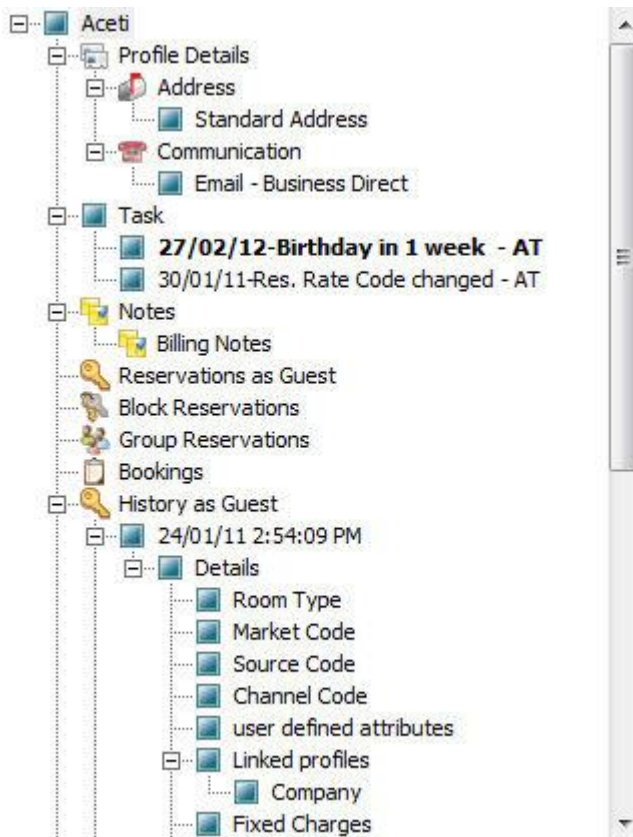 Aceti
Profile Details
Address
Standard Address
Communication
Email - Business Direct
Task
27/02/12-Birthday in 1 week - AT
30/01/11-Res. Rate Code changed - AT
Notes
Billing Notes
Reservations as Guest
Block Reservations
Group Reservations
Bookings
History as Guest
24/01/11 2:54:09 PM
Details
Room Type
Market Code
Source Code
Channel Code
user defined attributes
Linked profiles
Company
Fixed Charges